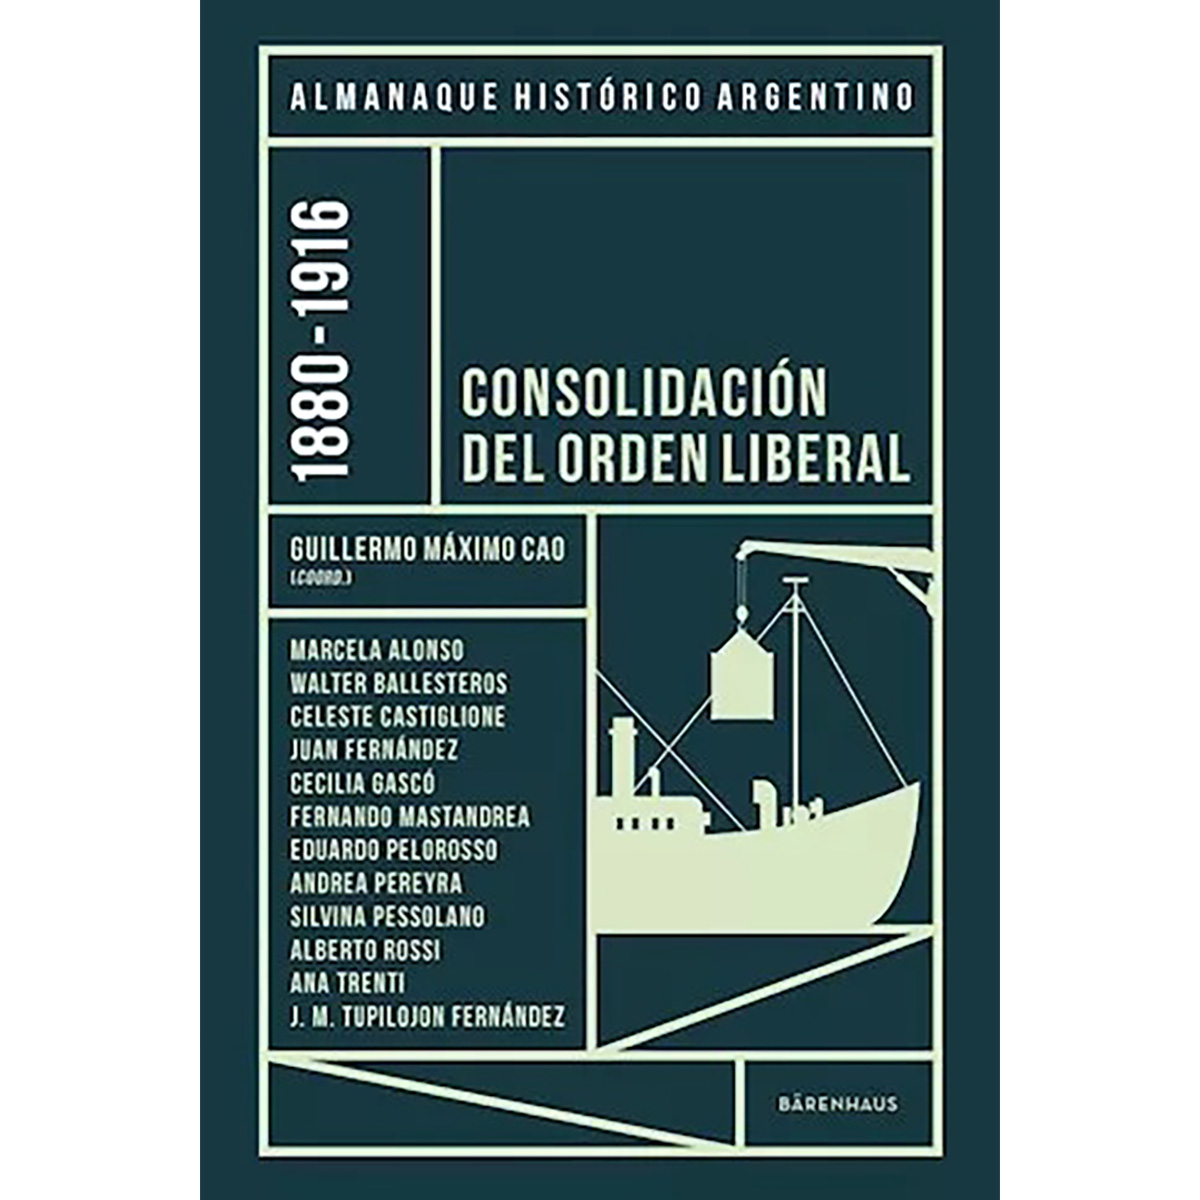 ALMANAQUE HISTÓRICO ARGENTINO
1880-1916
CONSOLIDACIÓN
DEL ORDEN LIBERAL
GUILLERMO MÁXIMO CAO
(COORD.)
MARCELA ALONSO
WALTER BALLESTEROS
CELESTE CASTIGLIONE
JUAN FERNÁNDEZ
CECILIA GASCÓ
FERNANDO MASTANDREA
EDUARDO PELOROSSO
ANDREA PEREYRA
SILVINA PESSOLANO
ALBERTO ROSSI
ANA TRENTI
J. M. TUPILOJON FERNÁNDEZ
BÄRENHAUS